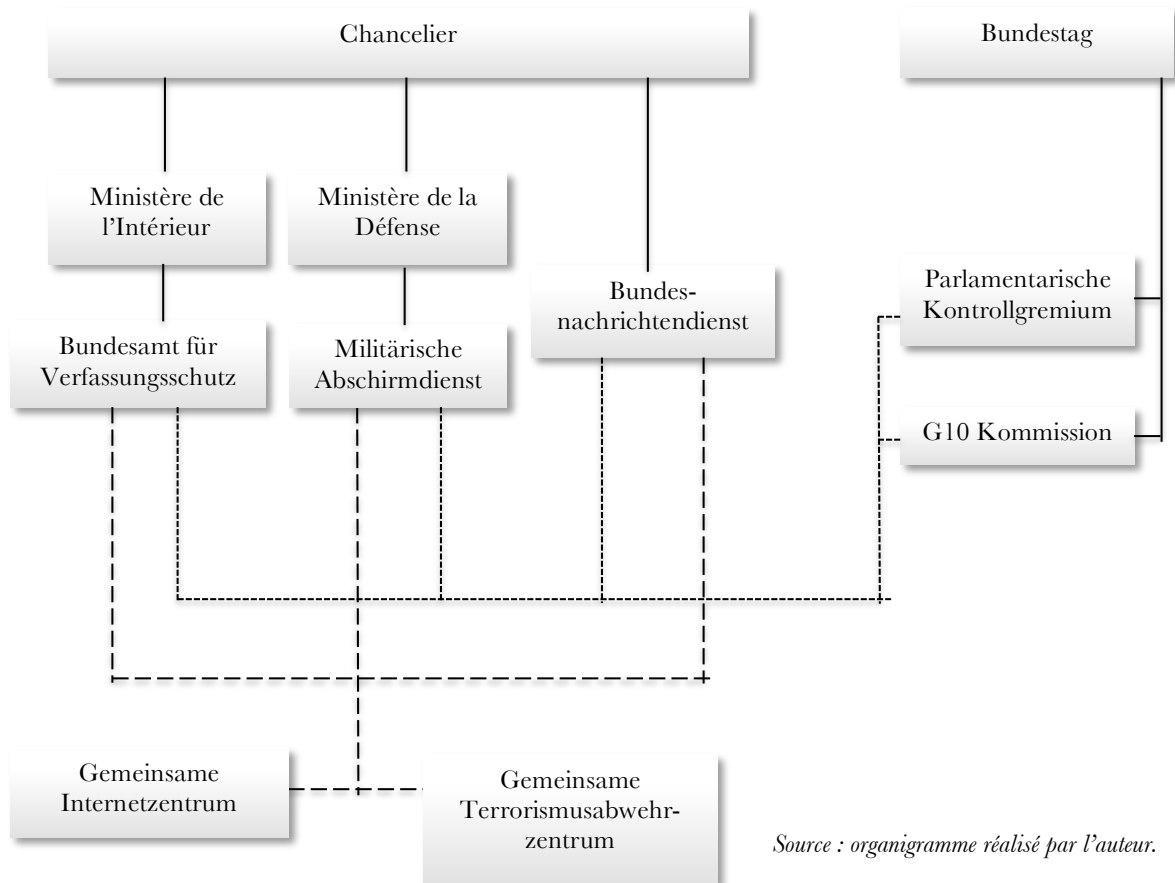 Chancelier
Bundestag
Ministère de
l’Intérieur
Ministère de la
Défense
Bundes-
nachrichtendienst
Parlamentarische
Kontrollgremium
Bundesamt für
Verfassungsschutz
Militärische
Abschirmdienst
G10 Kommission
Gemeinsame
Internetzentrum
Gemeinsame
Terrorismusabwehr-
zentrum
Source : organigramme réalisé par l’auteur.